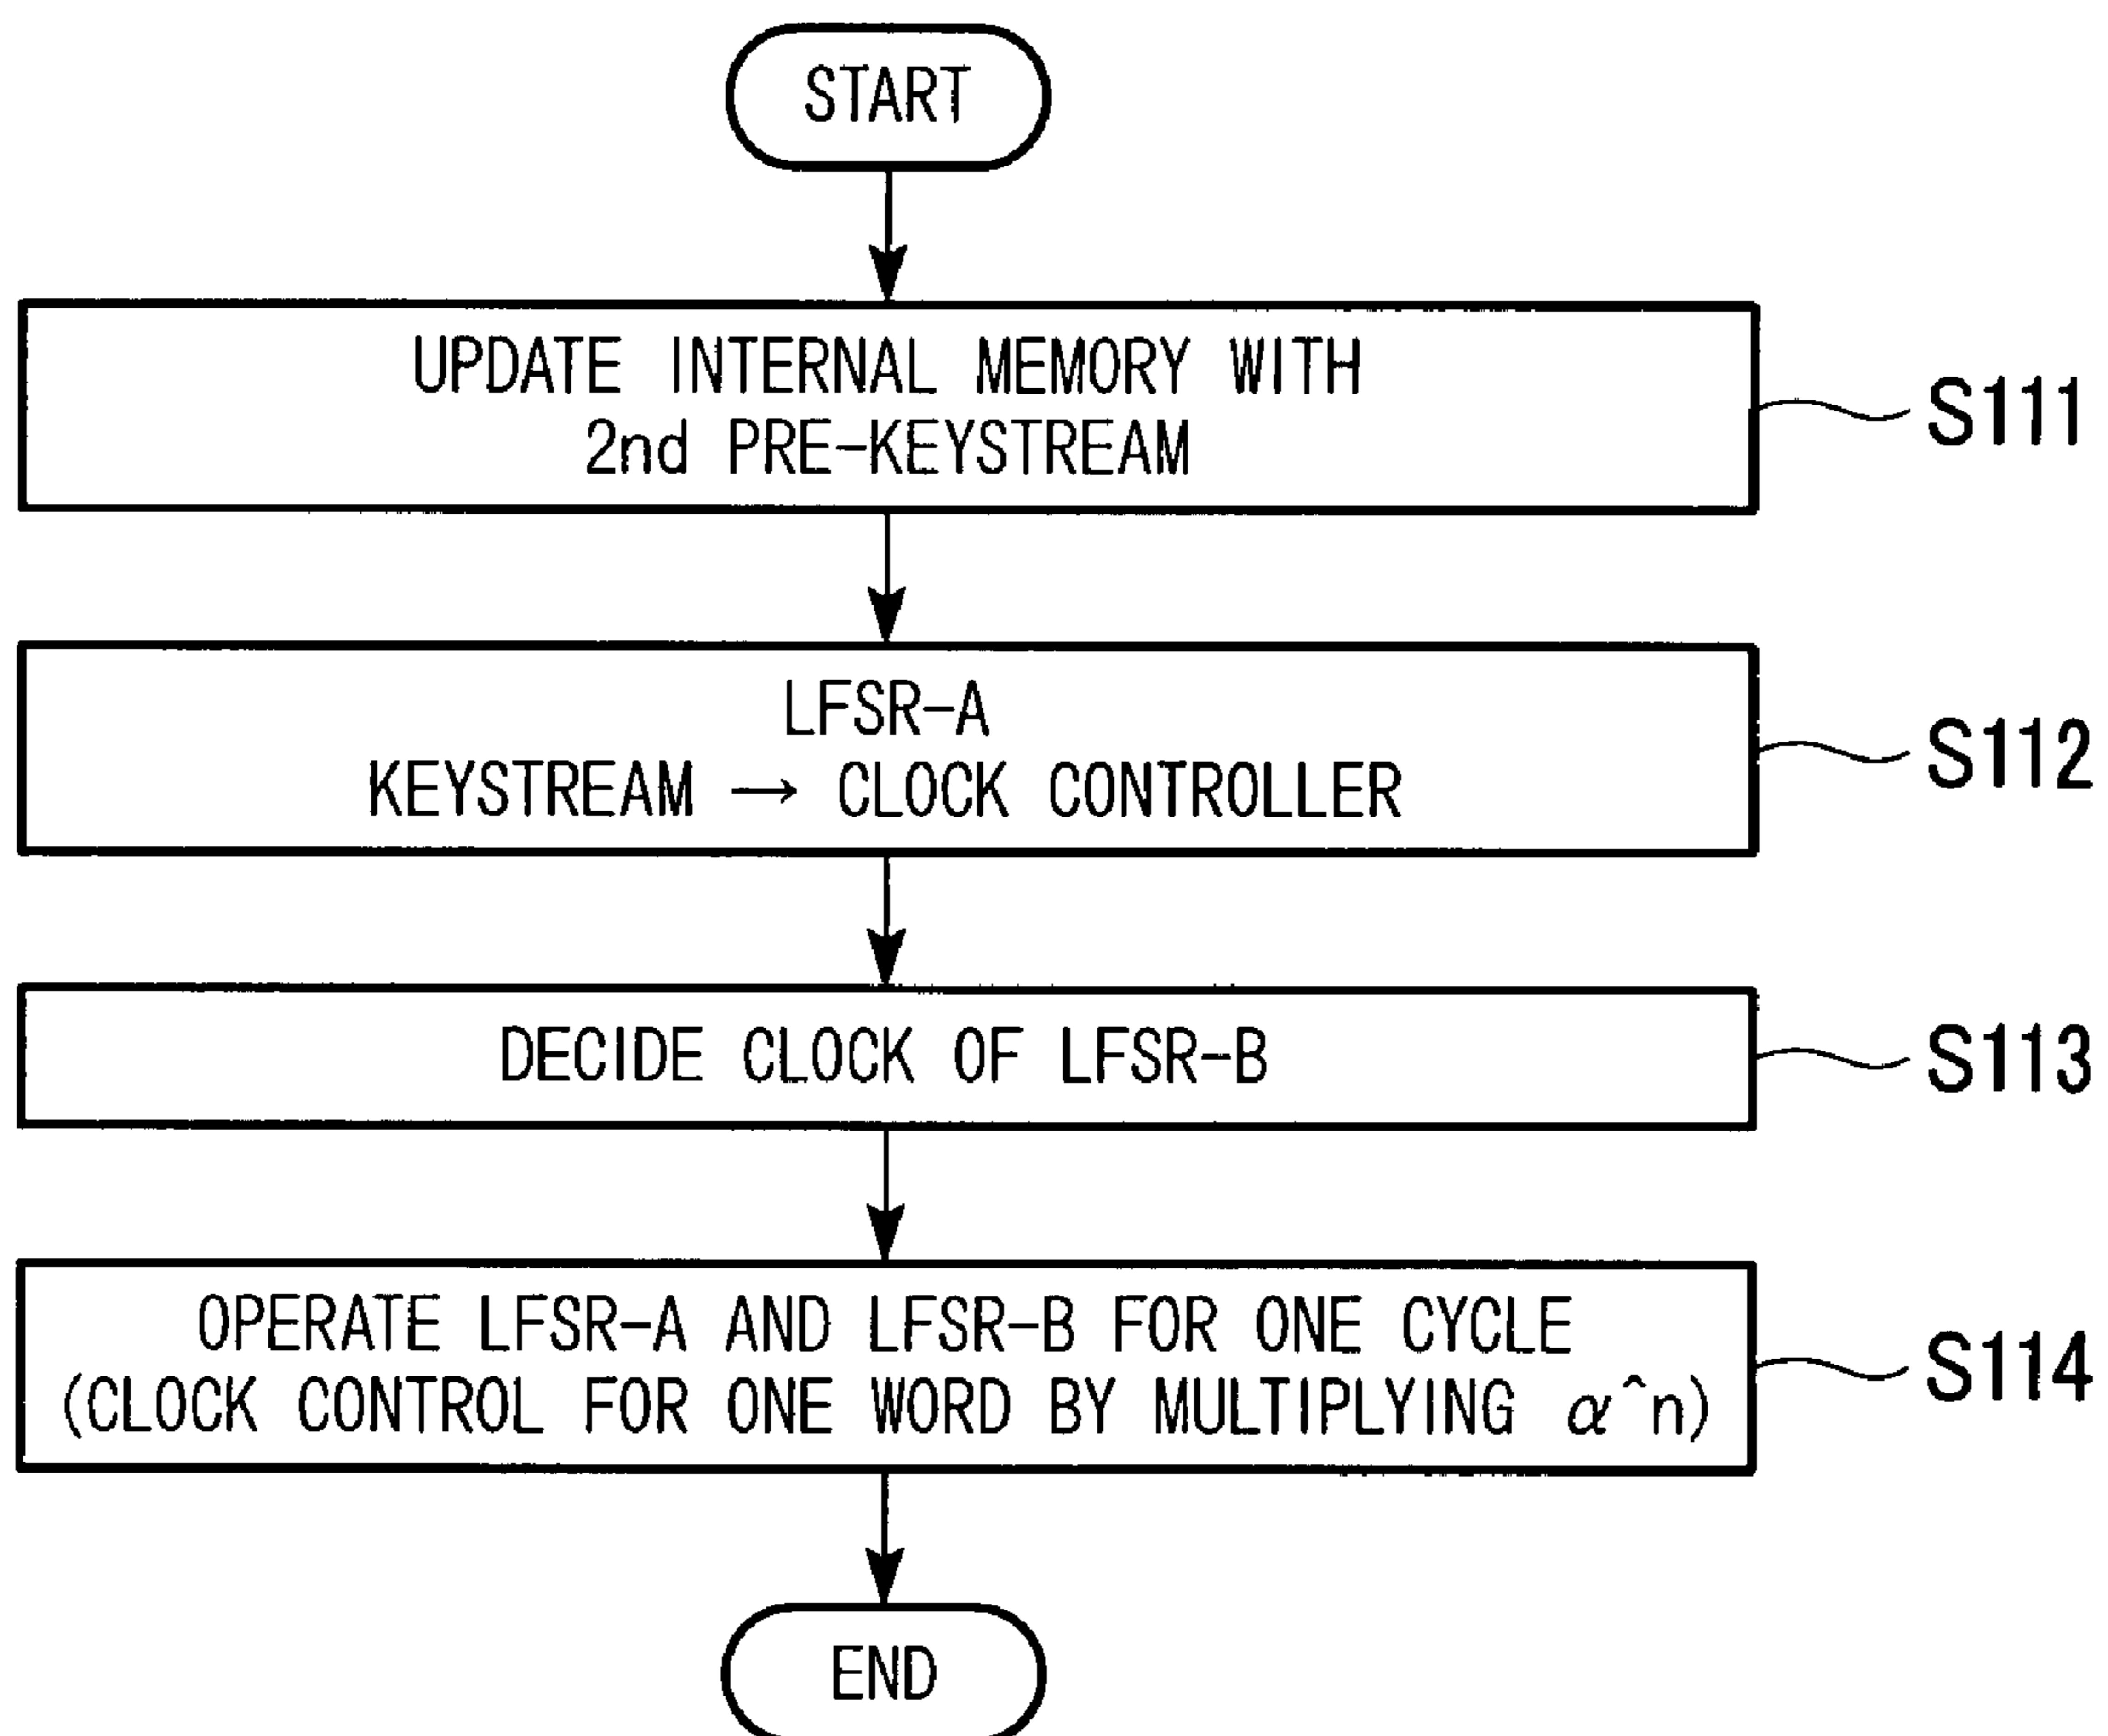 START
UPDATE INTERNAL MEMORY WITH
2nd PRE-KEYSTREAM
S111
LFSR-A
KEYSTREAM → CLOCK CONTROLLER
S112
DECIDE CLOCK OF LFSR-B
S113
OPERATE LFSR-A AND LFSR-B FOR ONE CYCLE
(CLOCK CONTROL FOR ONE WORD BY MULTIPLYING α^n)
S114
END